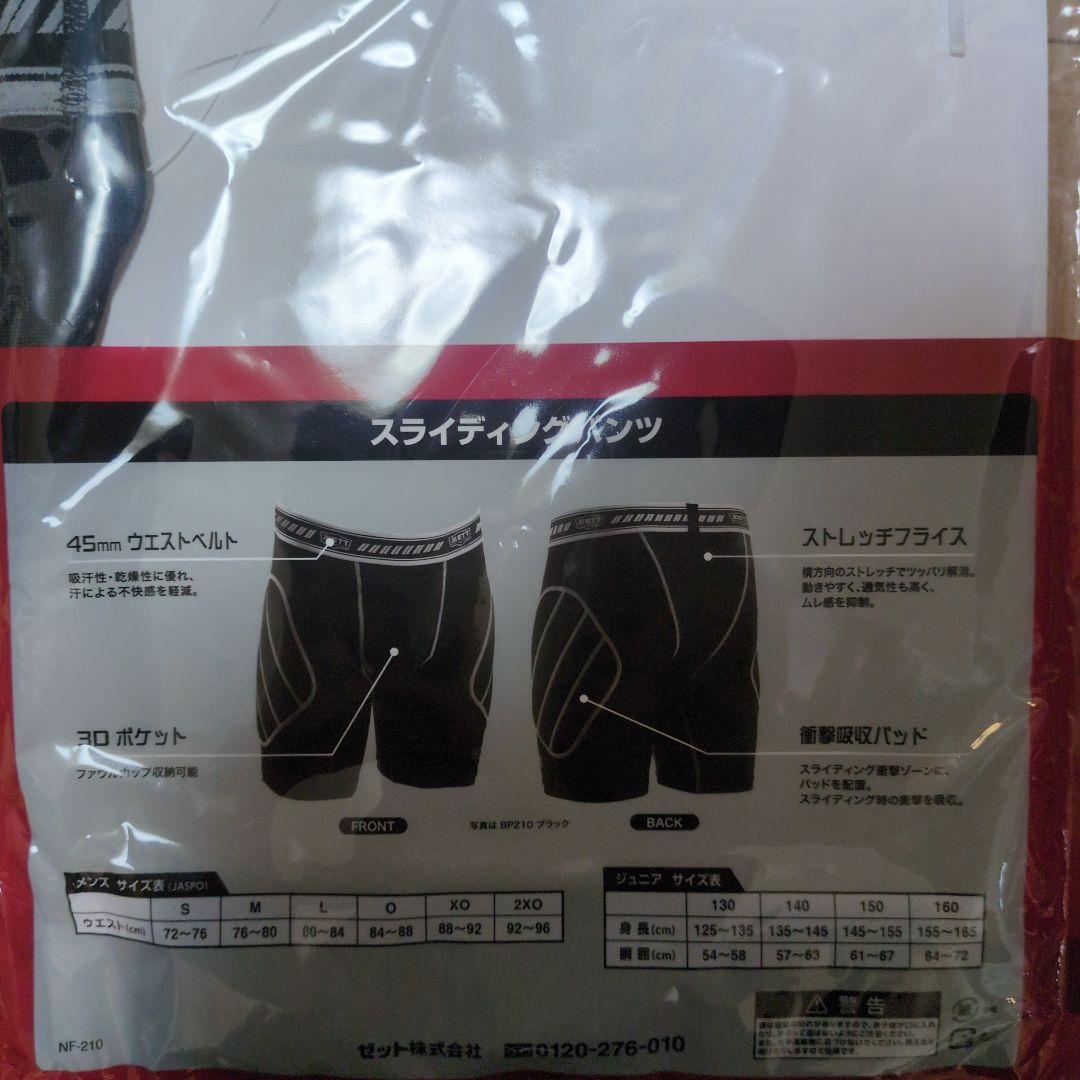 スライディングパンツ
45mm ウエストベルト
吸汗性・乾燥性に優れ、
汗による不快感を軽減。
ZETT
ZETT
ZETT
ZETT
ストレッチフライス
横方向のストレッチでツッパリ解消。
動きやすく、通気性も高く、
ムレ感を抑制。
3D ポケット
ファウルカップ収納可能
衝撃吸収パッド
スライディング衝撃ゾーンに、
パッドを配置。
スライディング時の衝撃を吸収。
FRONT
写真は BP210 ブラック
BACK
メンズ サイズ表(JASPO)
S M L O XO 2XO
ウエスト(cm) 72〜76 76〜80 80〜84 84〜88 88〜92 92〜96
ジュニア サイズ表
130 140 150 160
身長(cm) 125〜135 135〜145 145〜155 155〜165
胴囲(cm) 54〜58 57〜63 61〜67 64〜72
警告
NF-210
ゼット株式会社 0120-276-010